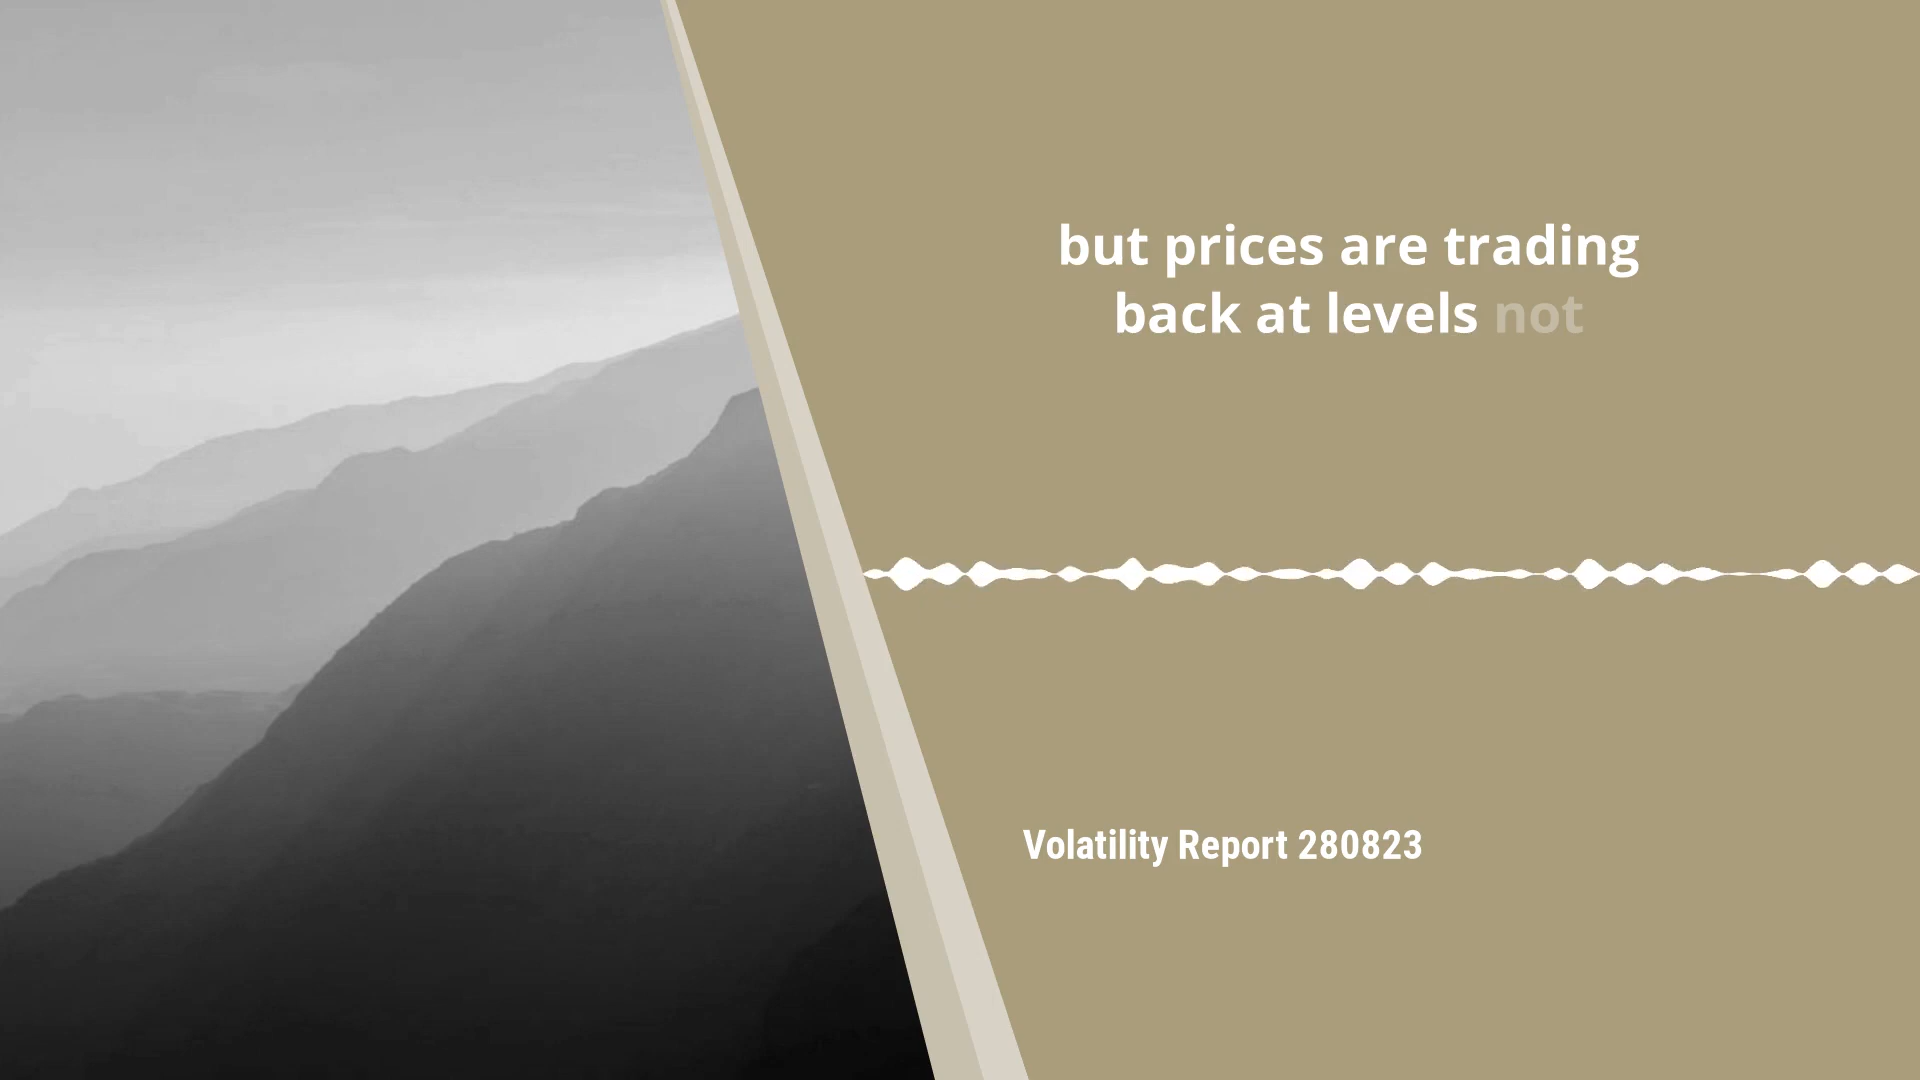 but prices are trading
back at levels not
Volatility Report 280823